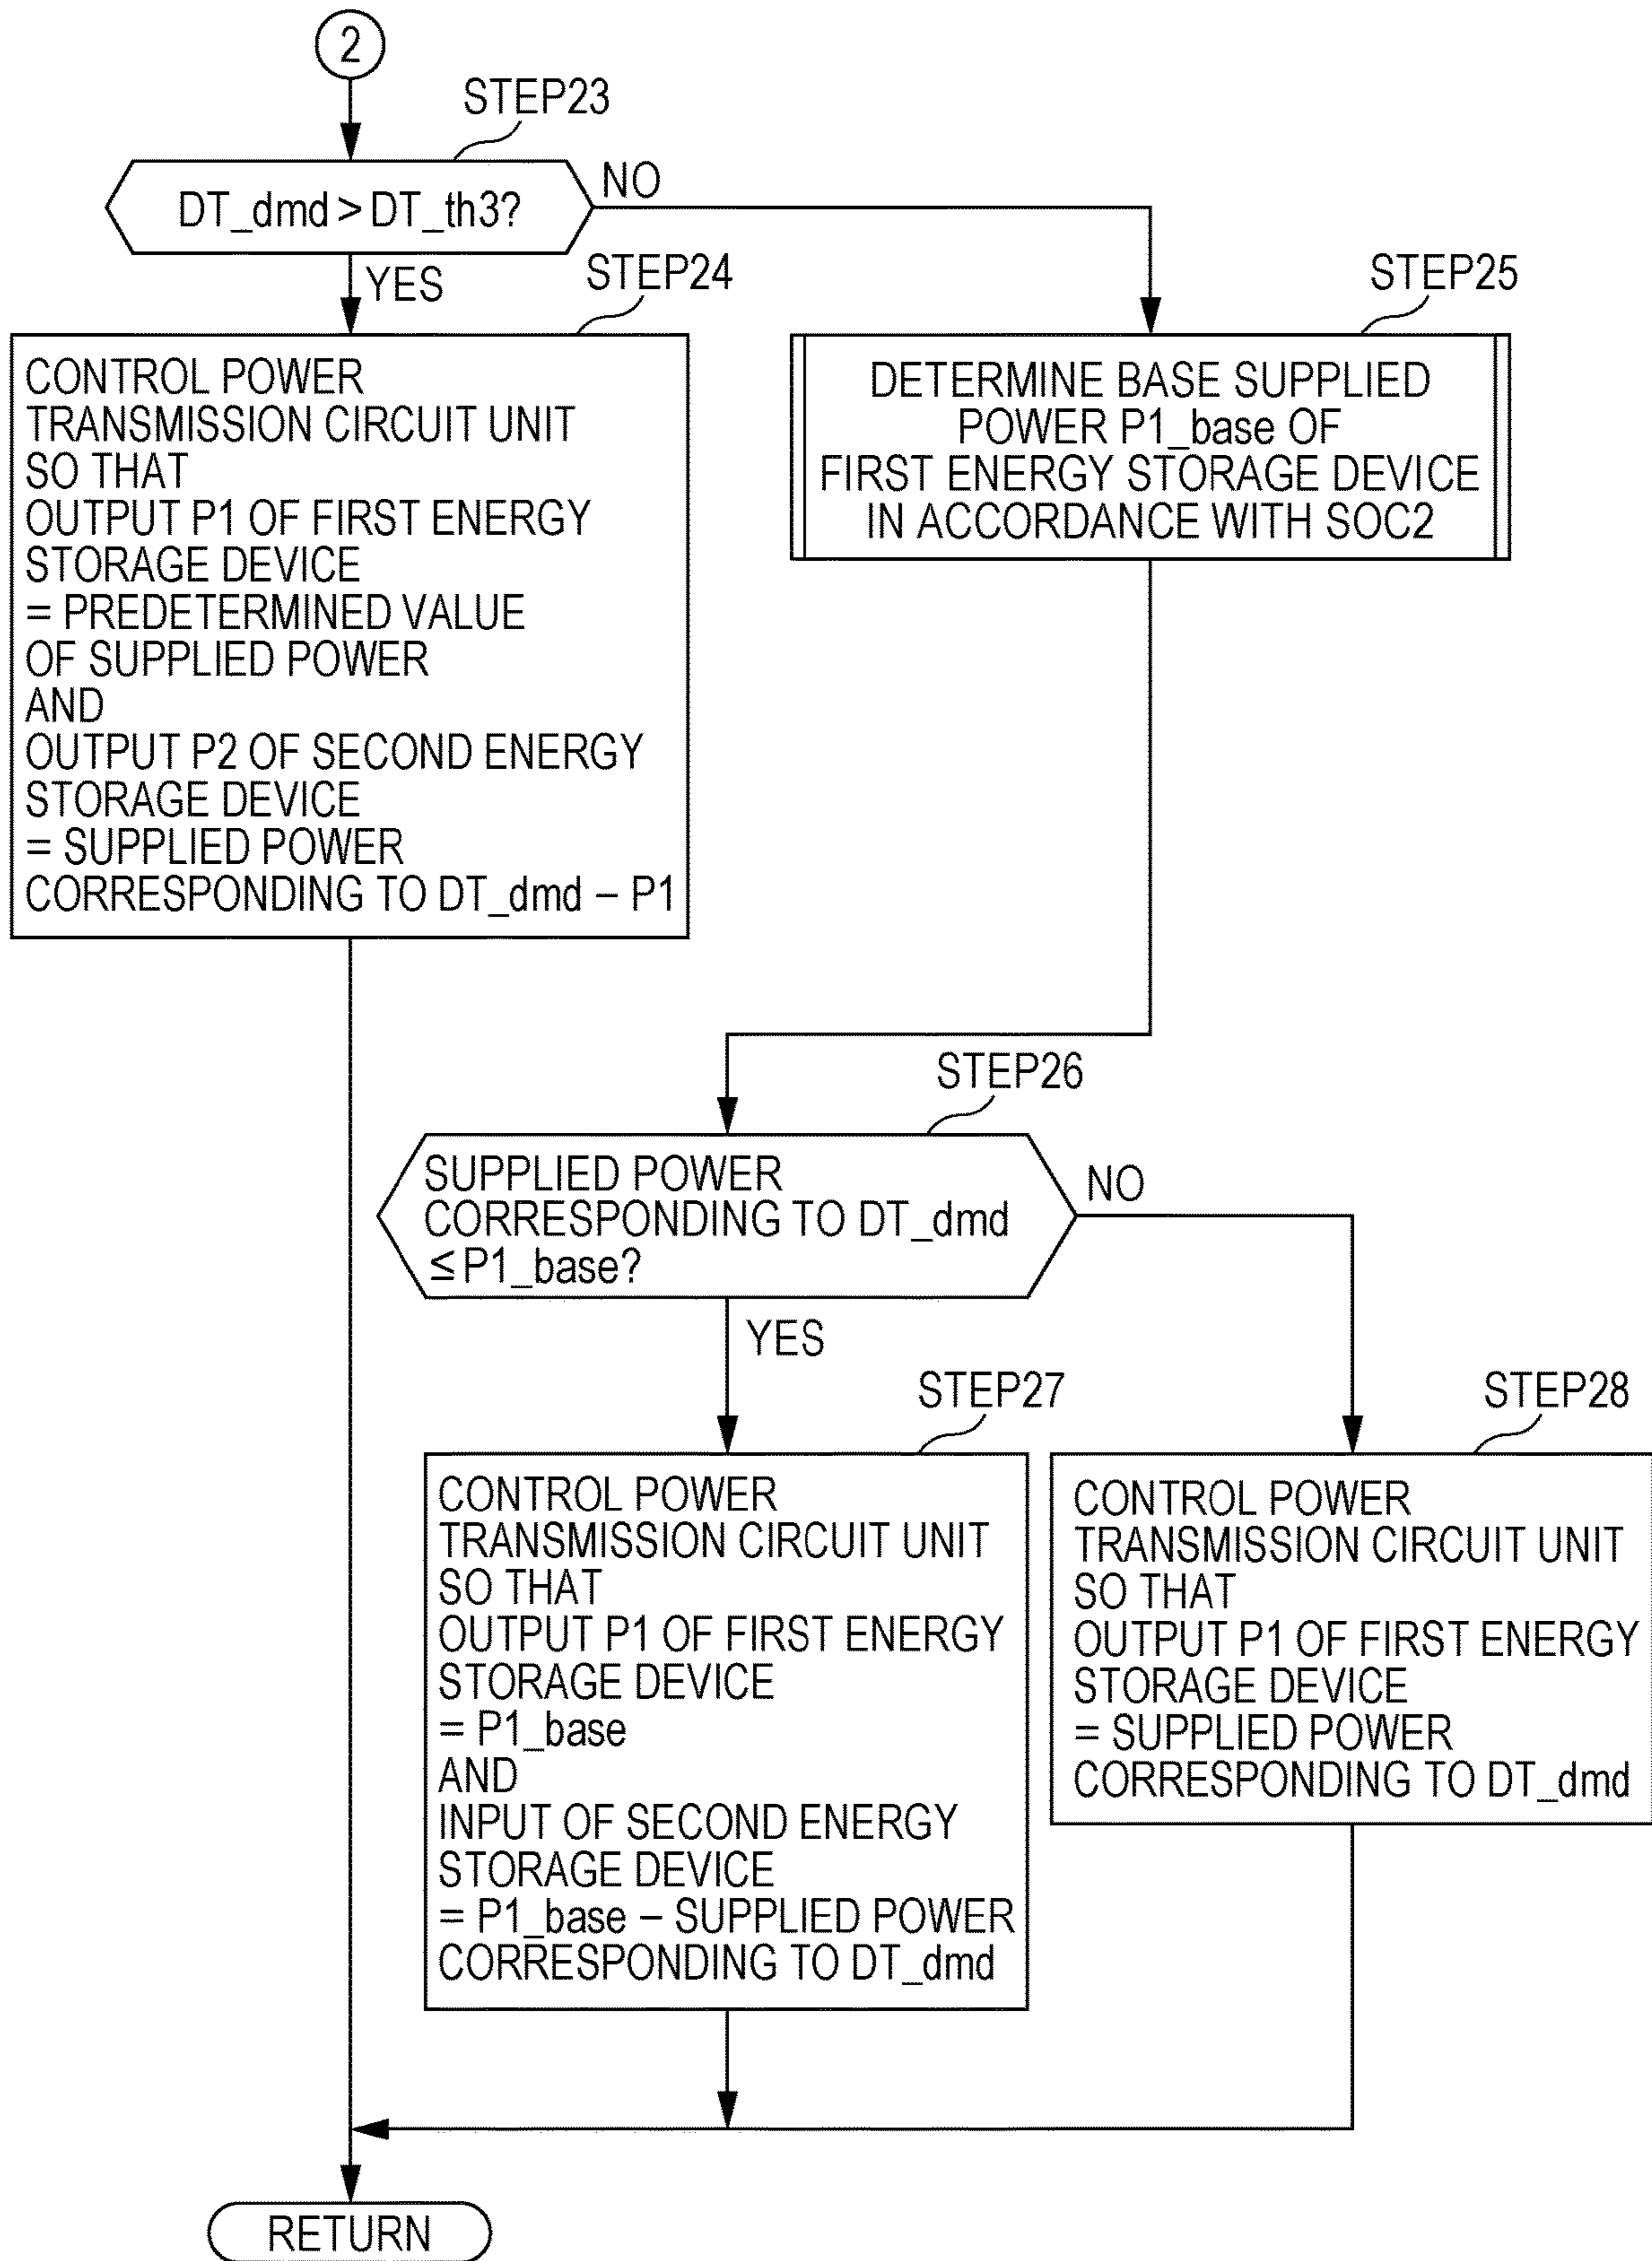 2
STEP23
DT_dmd > DT_th3?
NO
YES
STEP24
CONTROL POWER
TRANSMISSION CIRCUIT UNIT
SO THAT
OUTPUT P1 OF FIRST ENERGY
STORAGE DEVICE
= PREDETERMINED VALUE
OF SUPPLIED POWER
AND
OUTPUT P2 OF SECOND ENERGY
STORAGE DEVICE
= SUPPLIED POWER
CORRESPONDING TO DT_dmd – P1
STEP25
DETERMINE BASE SUPPLIED
POWER P1_base OF
FIRST ENERGY STORAGE DEVICE
IN ACCORDANCE WITH SOC2
STEP26
SUPPLIED POWER
CORRESPONDING TO DT_dmd
≤ P1_base?
NO
YES
STEP27
CONTROL POWER
TRANSMISSION CIRCUIT UNIT
SO THAT
OUTPUT P1 OF FIRST ENERGY
STORAGE DEVICE
= P1_base
AND
INPUT OF SECOND ENERGY
STORAGE DEVICE
= P1_base – SUPPLIED POWER
CORRESPONDING TO DT_dmd
STEP28
CONTROL POWER
TRANSMISSION CIRCUIT UNIT
SO THAT
OUTPUT P1 OF FIRST ENERGY
STORAGE DEVICE
= SUPPLIED POWER
CORRESPONDING TO DT_dmd
RETURN